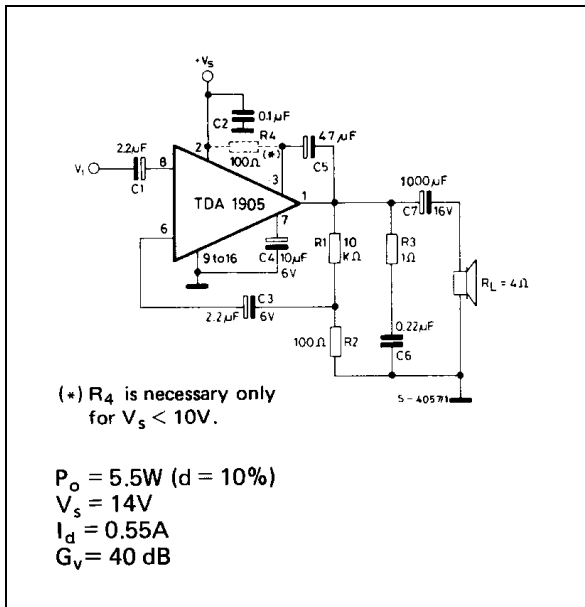 +Vs
C2
0.1μF
R4
(*)
100Ω
47μF
C5
2.2μF
Vi
C1
8
2
3
1
TDA 1905
7
6
9 to 16
C4
10μF
6V
R1
10
kΩ
R3
1Ω
1000μF
C7
16V
RL = 4Ω
C3
2.2μF
6V
100Ω
R2
0.22μF
C6
S-4057/1
(*) R4 is necessary only
for Vs < 10V.
Po = 5.5W (d = 10%)
Vs = 14V
Id = 0.55A
Gv = 40 dB